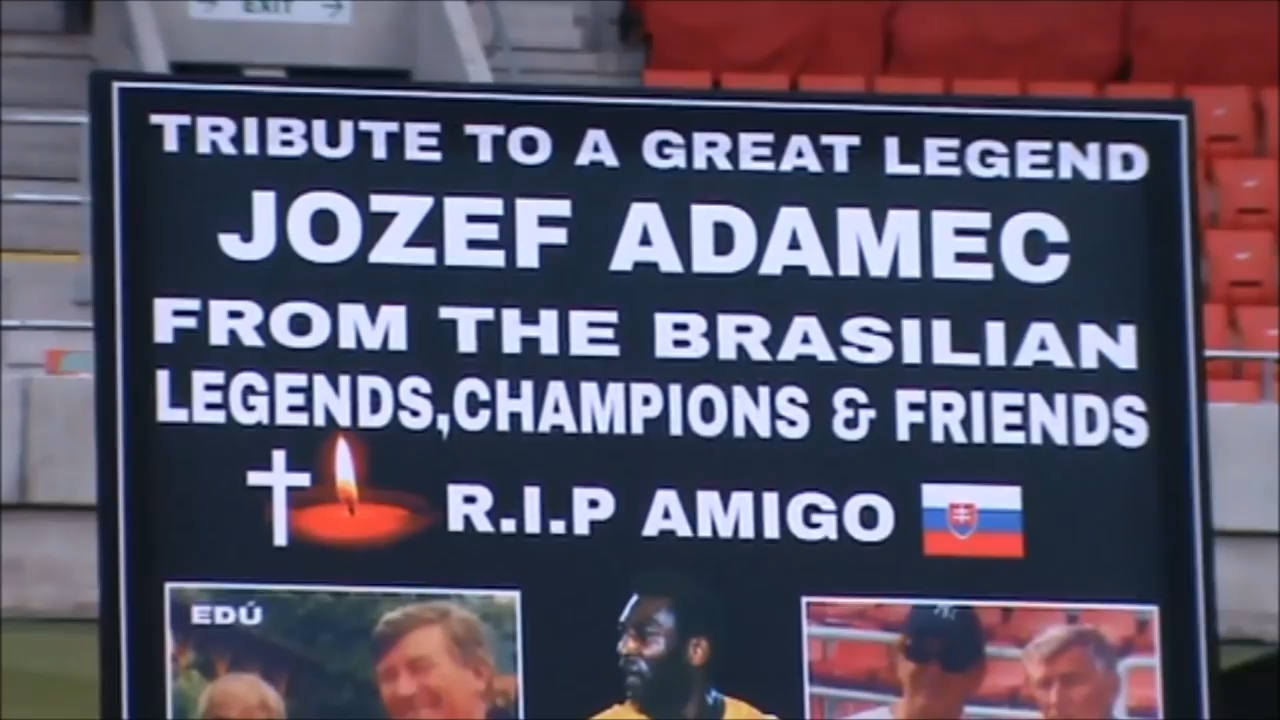 ← EXIT →
TRIBUTE TO A GREAT LEGEND
JOZEF ADAMEC
FROM THE BRASILIAN
LEGENDS,CHAMPIONS & FRIENDS
R.I.P AMIGO
EDÚ